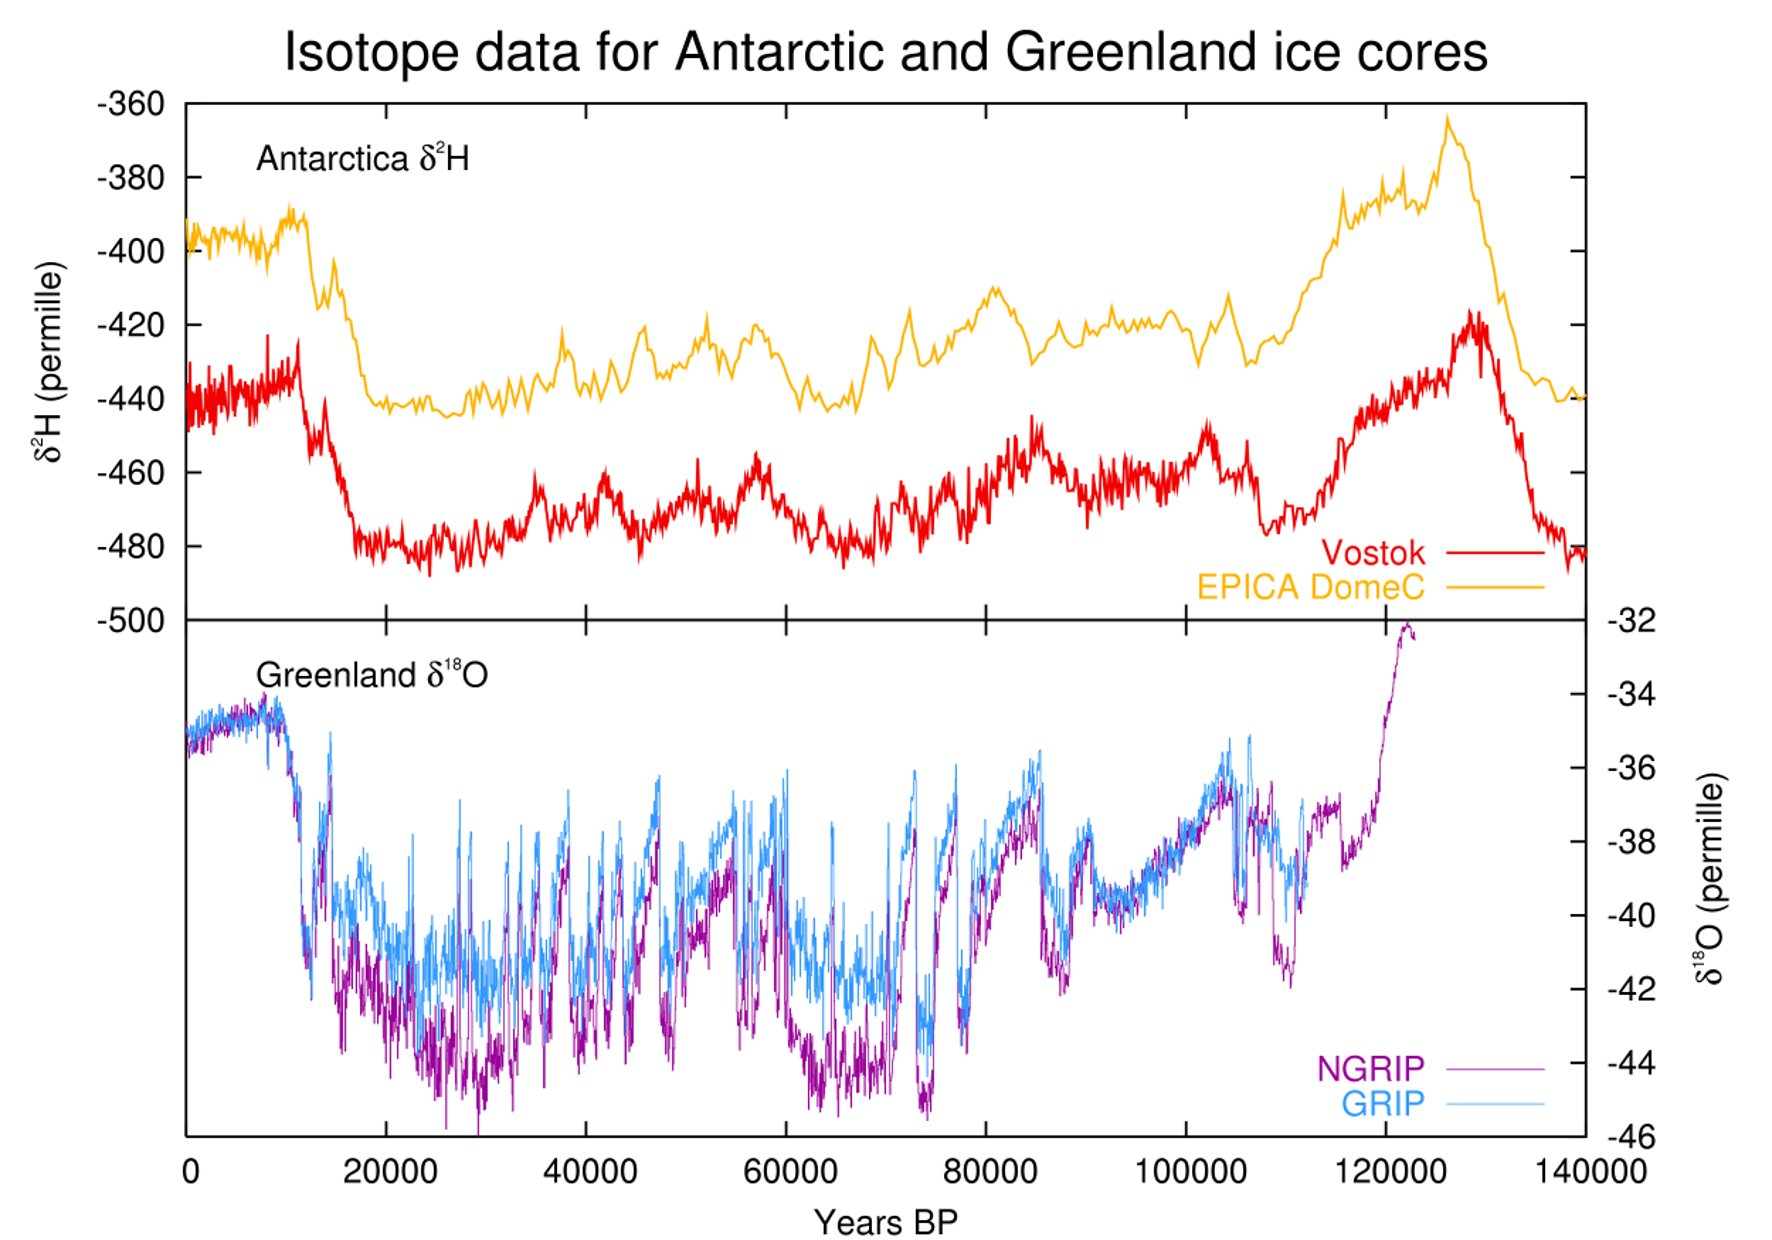 Isotope data for Antarctic and Greenland ice cores
-360
-380
-400
-420
-440
-460
-480
-500
δ²H (permille)
Antarctica δ²H
Vostok
EPICA DomeC
Greenland δ¹⁸O
-32
-34
-36
-38
-40
-42
-44
-46
δ¹⁸O (permille)
NGRIP
GRIP
0 20000 40000 60000 80000 100000 120000 140000
Years BP